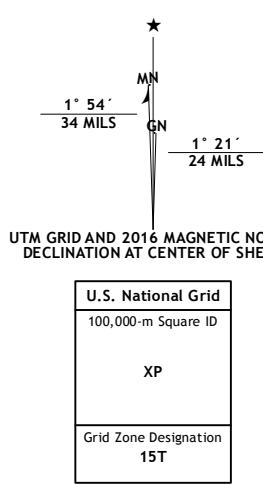 ★
MN
1° 54´
34 MILS
GN
1° 21´
24 MILS
UTM GRID AND 2016 MAGNETIC NO
DECLINATION AT CENTER OF SHE
U.S. National Grid
100,000-m Square ID
XP
Grid Zone Designation
15T